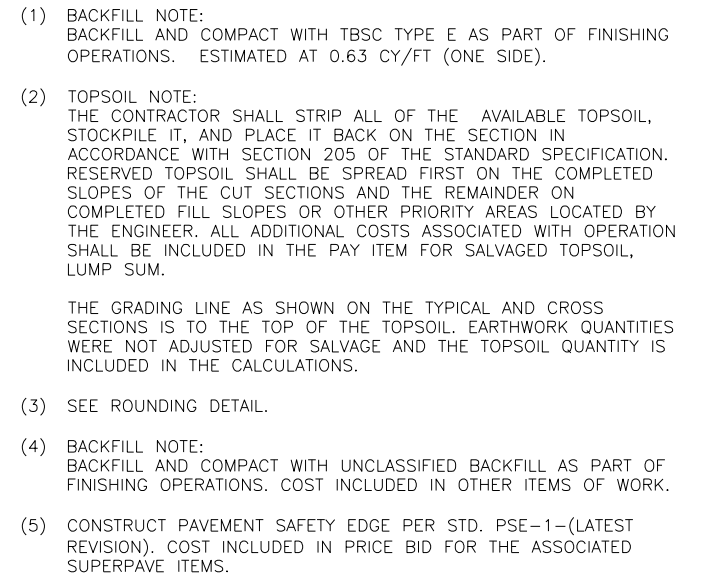 (1) BACKFILL NOTE:
BACKFILL AND COMPACT WITH TBSC TYPE E AS PART OF FINISHING
OPERATIONS. ESTIMATED AT 0.63 CY/FT (ONE SIDE).
(2) TOPSOIL NOTE:
THE CONTRACTOR SHALL STRIP ALL OF THE AVAILABLE TOPSOIL,
STOCKPILE IT, AND PLACE IT BACK ON THE SECTION IN
ACCORDANCE WITH SECTION 205 OF THE STANDARD SPECIFICATION.
RESERVED TOPSOIL SHALL BE SPREAD FIRST ON THE COMPLETED
SLOPES OF THE CUT SECTIONS AND THE REMAINDER ON
COMPLETED FILL SLOPES OR OTHER PRIORITY AREAS LOCATED BY
THE ENGINEER. ALL ADDITIONAL COSTS ASSOCIATED WITH OPERATION
SHALL BE INCLUDED IN THE PAY ITEM FOR SALVAGED TOPSOIL,
LUMP SUM.
THE GRADING LINE AS SHOWN ON THE TYPICAL AND CROSS
SECTIONS IS TO THE TOP OF THE TOPSOIL. EARTHWORK QUANTITIES
WERE NOT ADJUSTED FOR SALVAGE AND THE TOPSOIL QUANTITY IS
INCLUDED IN THE CALCULATIONS.
(3) SEE ROUNDING DETAIL.
(4) BACKFILL NOTE:
BACKFILL AND COMPACT WITH UNCLASSIFIED BACKFILL AS PART OF
FINISHING OPERATIONS. COST INCLUDED IN OTHER ITEMS OF WORK.
(5) CONSTRUCT PAVEMENT SAFETY EDGE PER STD. PSE-1-(LATEST
REVISION). COST INCLUDED IN PRICE BID FOR THE ASSOCIATED
SUPERPAVE ITEMS.